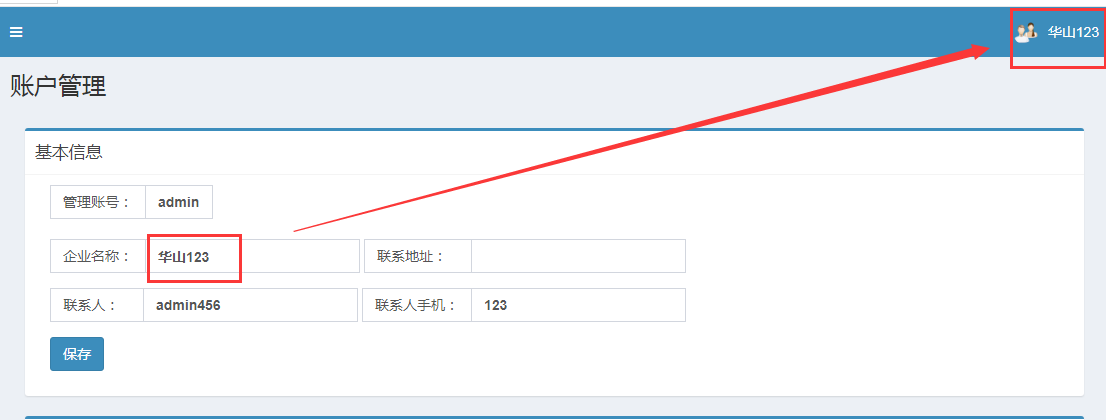 华山123
账户管理
基本信息
管理账号： admin
企业名称： 华山123 联系地址：
联系人： admin456 联系人手机： 123
保存